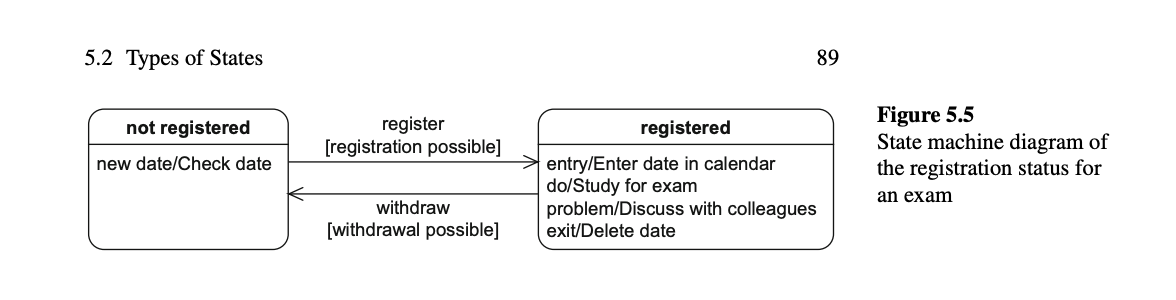 5.2 Types of States
89
not registered
new date/Check date
register
[registration possible]
withdraw
[withdrawal possible]
registered
entry/Enter date in calendar
do/Study for exam
problem/Discuss with colleagues
exit/Delete date
Figure 5.5
State machine diagram of
the registration status for
an exam